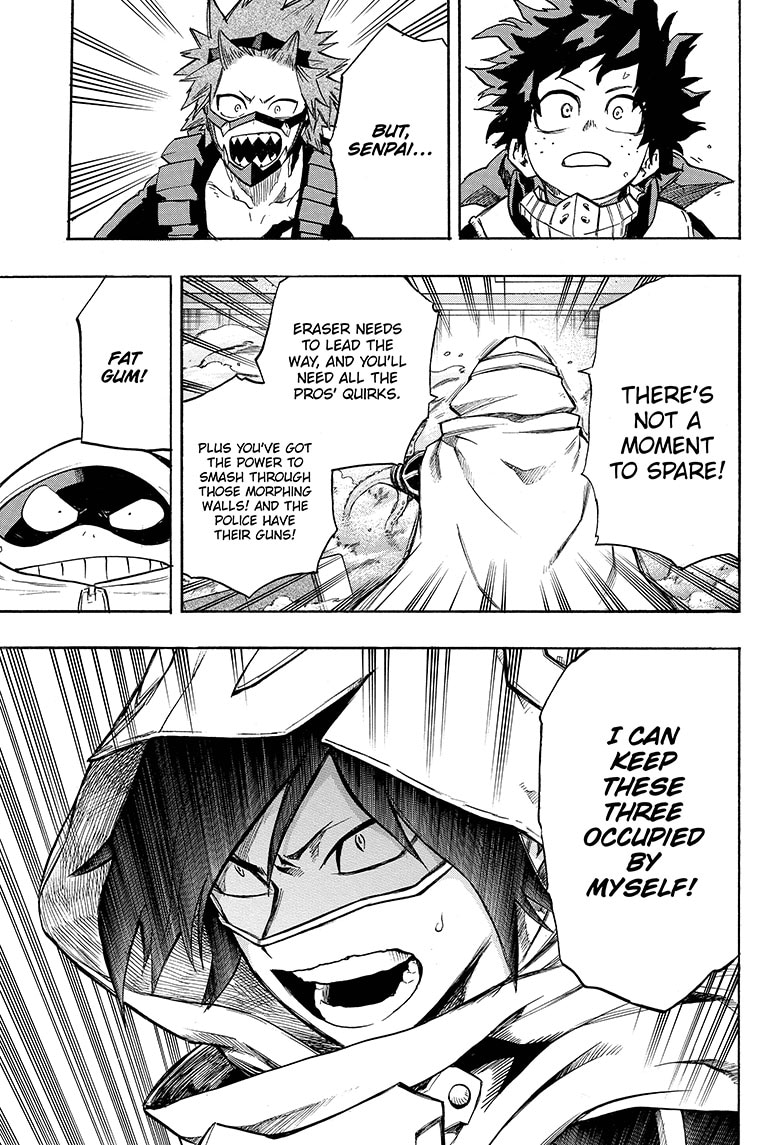 BUT,
SENPAI...
THERE'S
NOT A
MOMENT
TO SPARE!
ERASER NEEDS
TO LEAD THE
WAY, AND YOU'LL
NEED ALL THE
PROS' QUIRKS.
PLUS YOU'VE GOT
THE POWER TO
SMASH THROUGH
THOSE MORPHING
WALLS! AND THE
POLICE HAVE
THEIR GUNS!
FAT
GUM!
I CAN
KEEP
THESE
THREE
OCCUPIED
BY
MYSELF!